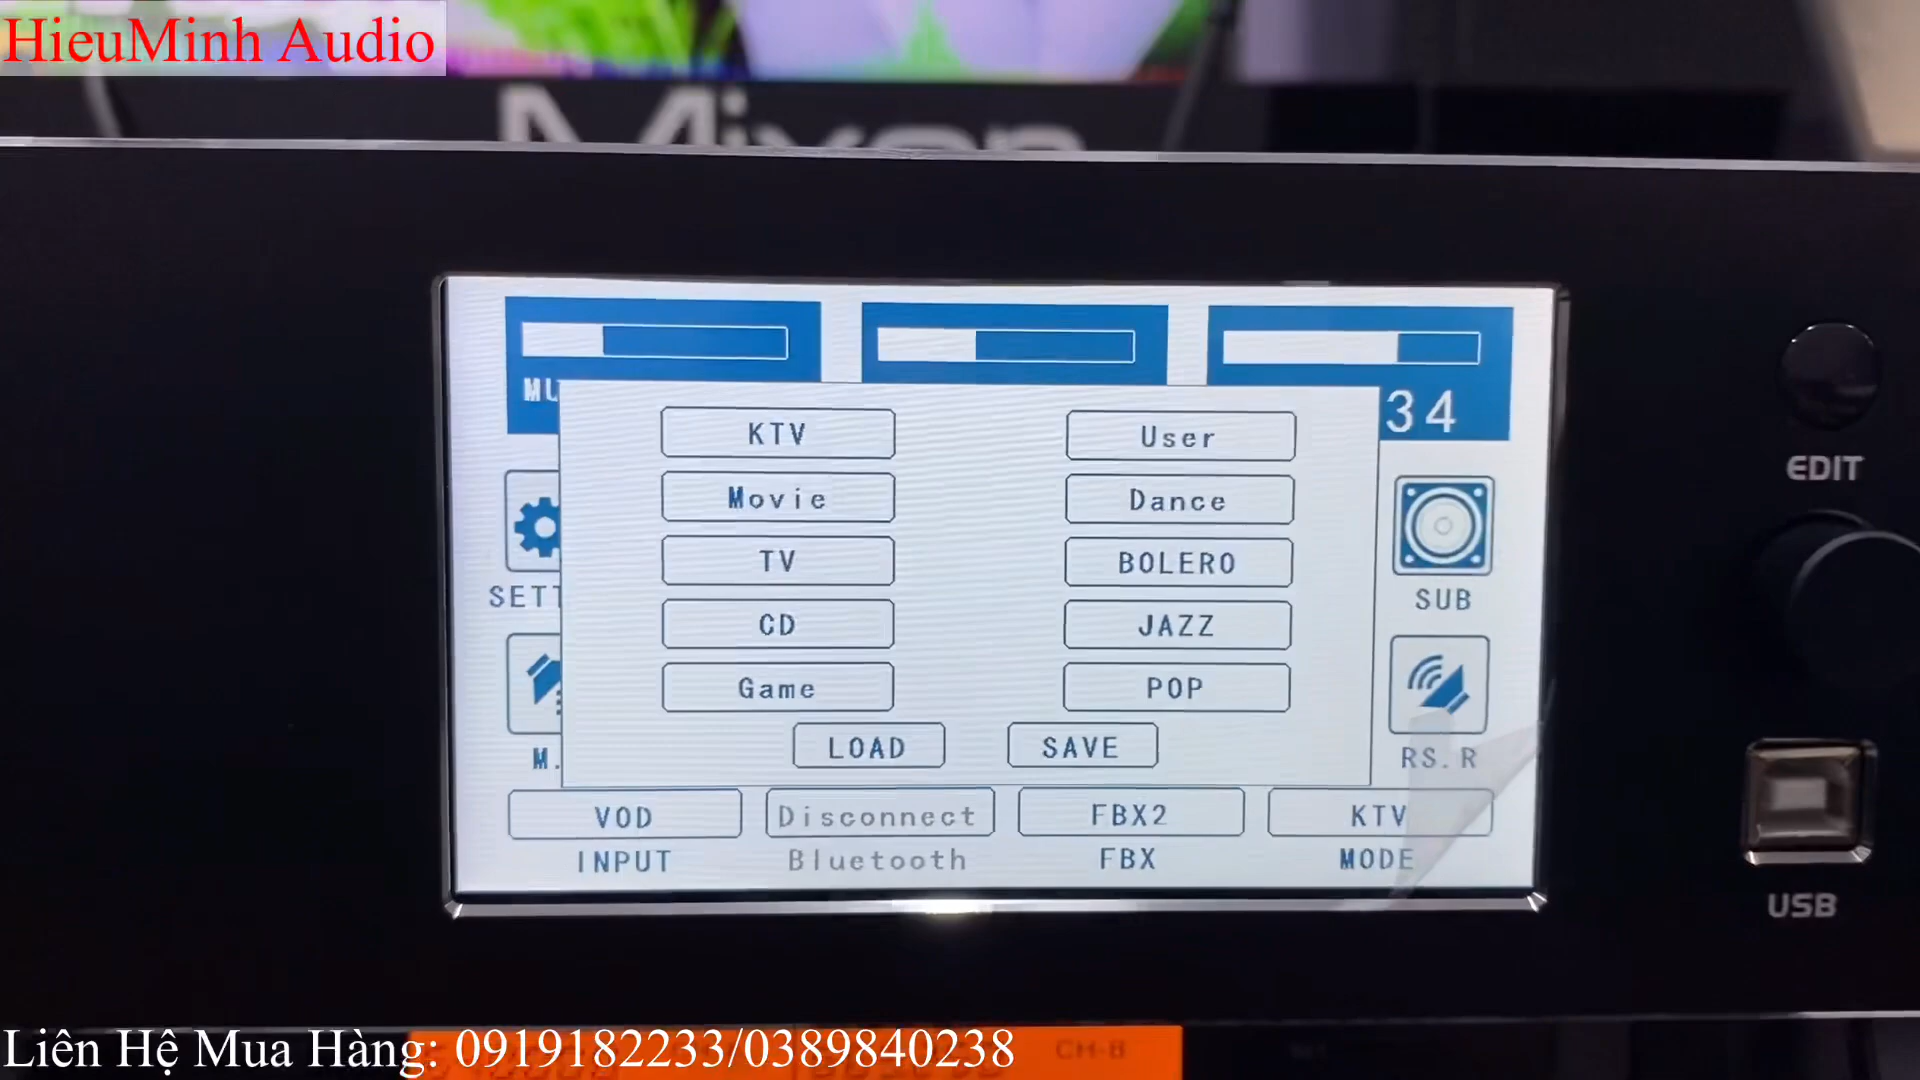 HieuMinh Audio
34
KTV
User
Movie
Dance
EDIT
TV
BOLERO
SETT
SUB
CD
JAZZ
Game
POP
M.
LOAD
SAVE
RS.R
VOD
Disconnect
FBX2
KTV
INPUT
Bluetooth
FBX
MODE
USB
Liên Hệ Mua Hàng: 0919182233/0389840238
CH-B